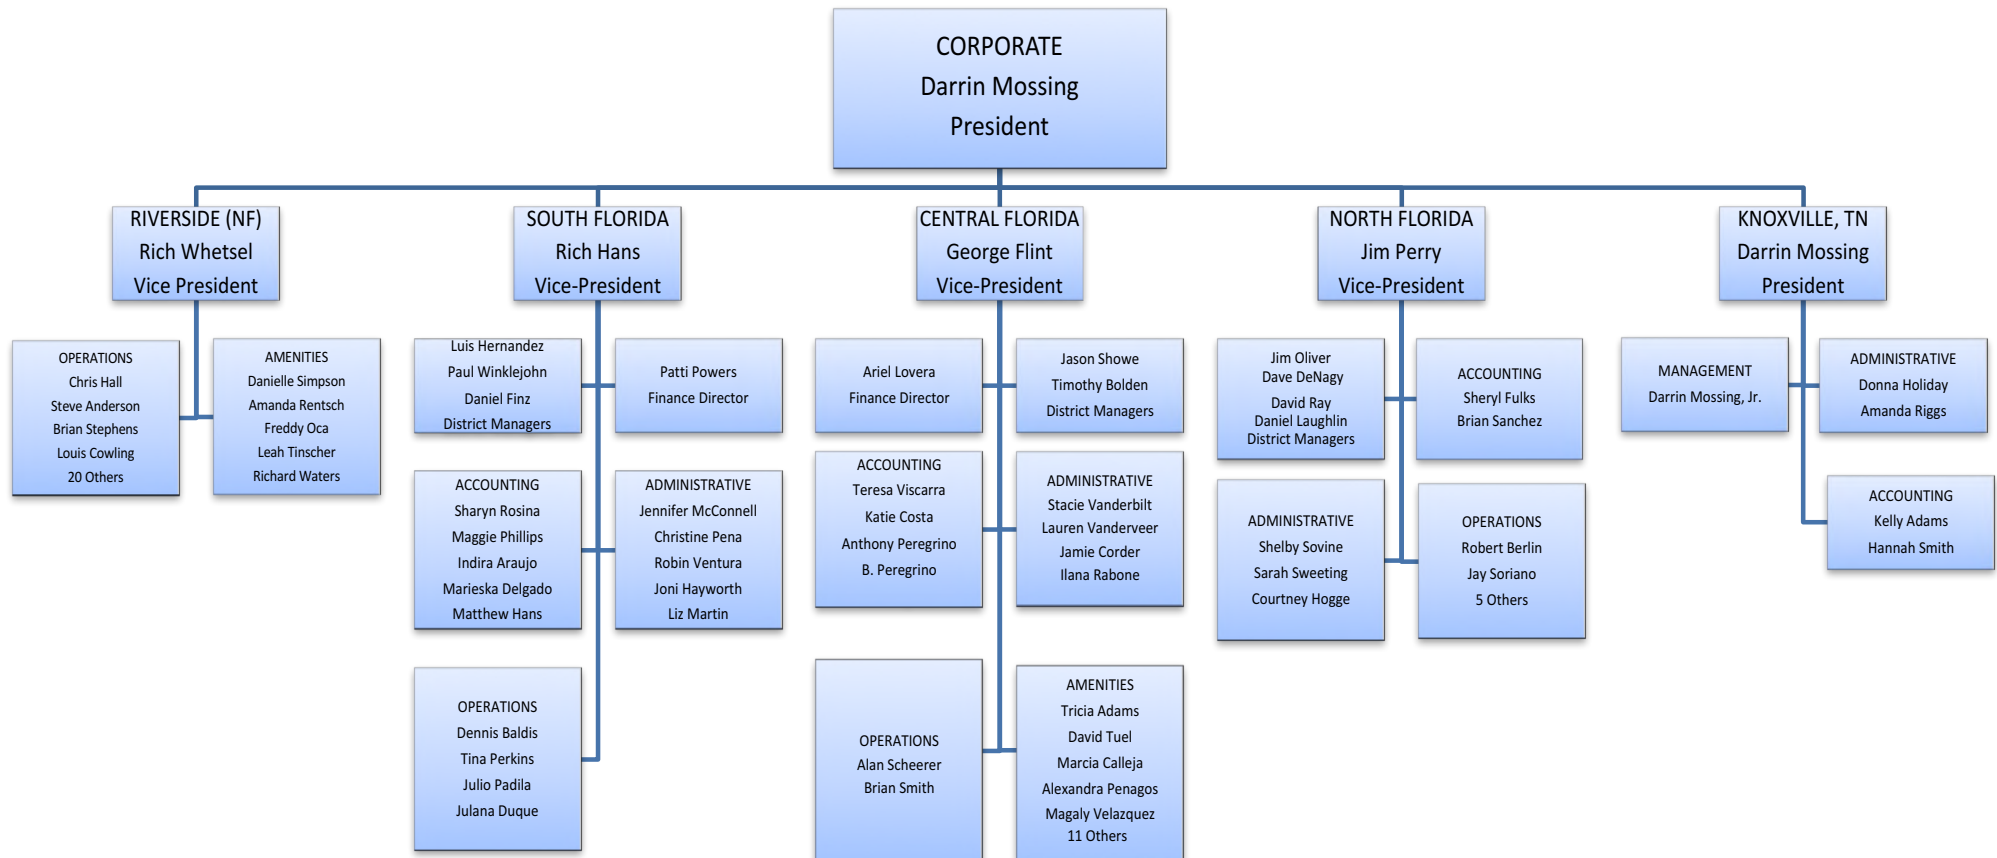 CORPORATE
Darrin Mossing
President
RIVERSIDE (NF)
Rich Whetsel
Vice President
SOUTH FLORIDA
Rich Hans
Vice-President
CENTRAL FLORIDA
George Flint
Vice-President
NORTH FLORIDA
Jim Perry
Vice-President
KNOXVILLE, TN
Darrin Mossing
President
OPERATIONS
Chris Hall
Steve Anderson
Brian Stephens
Louis Cowling
20 Others
AMENITIES
Danielle Simpson
Amanda Rentsch
Freddy Oca
Leah Tinscher
Richard Waters
Luis Hernandez
Paul Winklejohn
Daniel Finz
District Managers
Patti Powers
Finance Director
ACCOUNTING
Sharyn Rosina
Maggie Phillips
Indira Araujo
Marieska Delgado
Matthew Hans
ADMINISTRATIVE
Jennifer McConnell
Christine Pena
Robin Ventura
Joni Hayworth
Liz Martin
OPERATIONS
Dennis Baldis
Tina Perkins
Julio Padila
Julana Duque
Ariel Lovera
Finance Director
Jason Showe
Timothy Bolden
District Managers
ACCOUNTING
Teresa Viscarra
Katie Costa
Anthony Peregrino
B. Peregrino
ADMINISTRATIVE
Stacie Vanderbilt
Lauren Vanderveer
Jamie Corder
Ilana Rabone
OPERATIONS
Alan Scheerer
Brian Smith
AMENITIES
Tricia Adams
David Tuel
Marcia Calleja
Alexandra Penagos
Magaly Velazquez
11 Others
Jim Oliver
Dave DeNagy
David Ray
Daniel Laughlin
District Managers
ACCOUNTING
Sheryl Fulks
Brian Sanchez
ADMINISTRATIVE
Shelby Sovine
Sarah Sweeting
Courtney Hogge
OPERATIONS
Robert Berlin
Jay Soriano
5 Others
MANAGEMENT
Darrin Mossing, Jr.
ADMINISTRATIVE
Donna Holiday
Amanda Riggs
ACCOUNTING
Kelly Adams
Hannah Smith